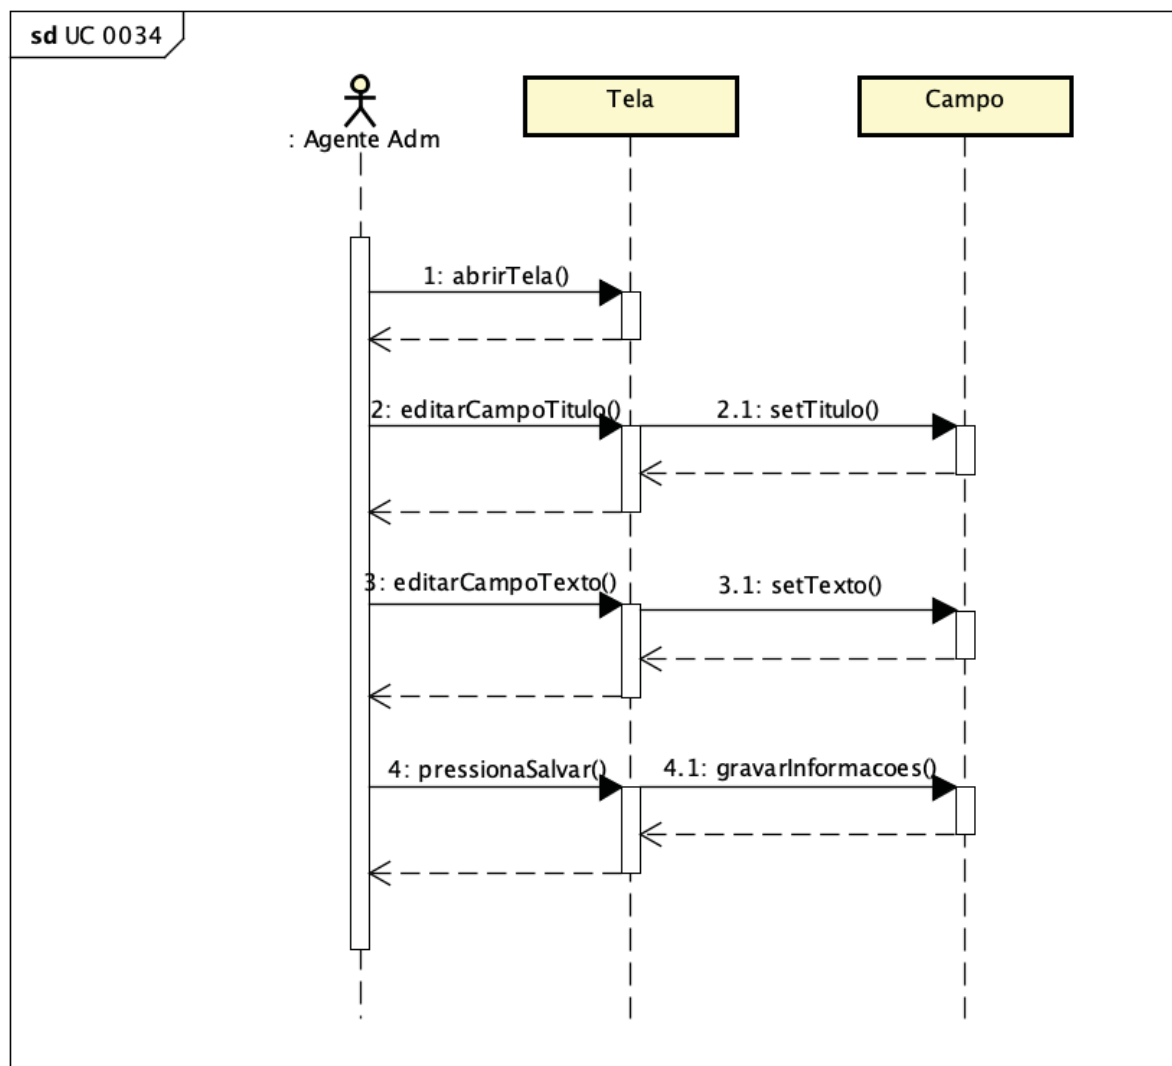 sd UC 0034
Tela
Campo
: Agente Adm
1: abrirTela()
2: editarCampoTitulo()
2.1: setTitulo()
3: editarCampoTexto()
3.1: setTexto()
4: pressionaSalvar()
4.1: gravarInformacoes()